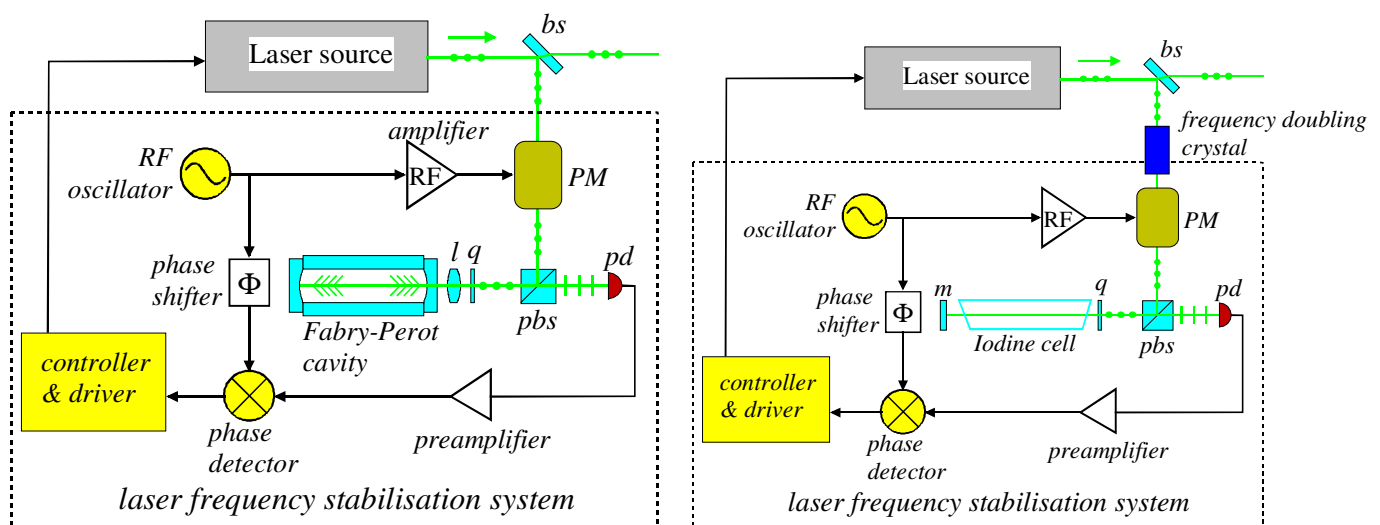 Laser source
bs
amplifier
RF
oscillator
RF
PM
phase
shifter
Φ
l q
pd
Fabry-Perot
cavity
pbs
controller
& driver
phase
detector
preamplifier
laser frequency stabilisation system
Laser source
bs
frequency doubling
crystal
RF
oscillator
RF
PM
phase
shifter
Φ
m
q
pd
Iodine cell
pbs
controller
& driver
phase
detector
preamplifier
laser frequency stabilisation system